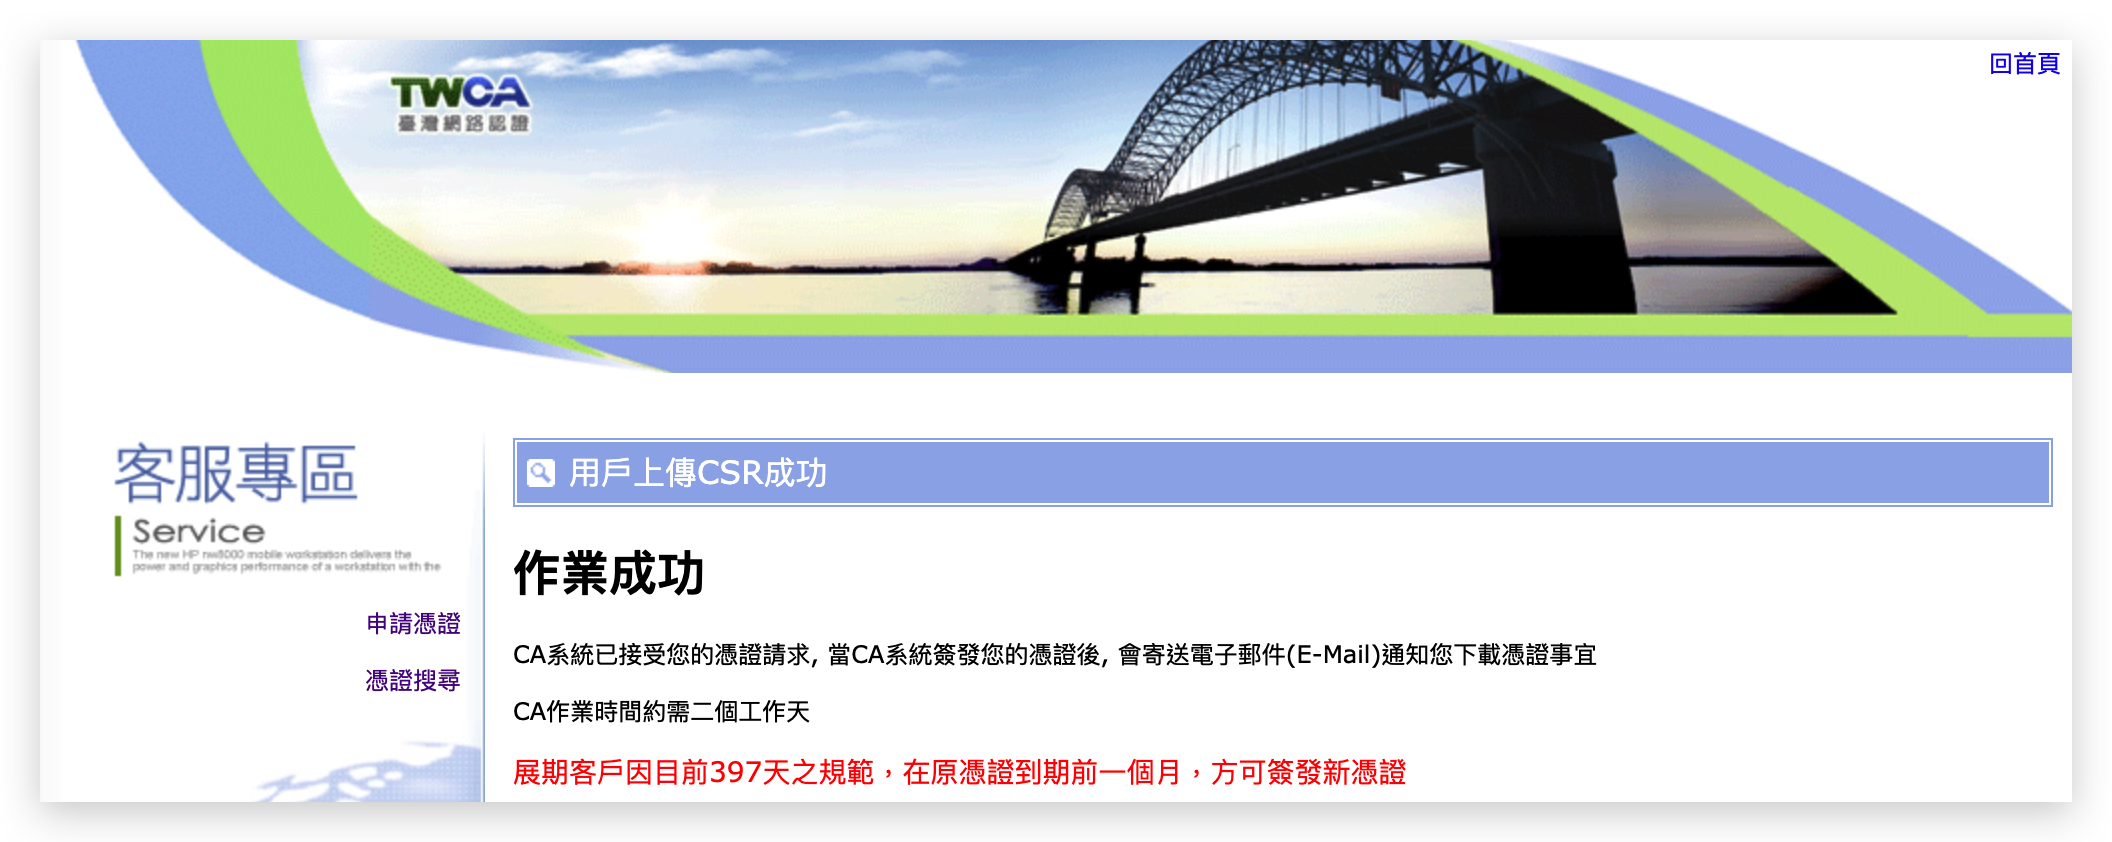 TWCA
臺灣網路認證
回首頁
客服專區
Service
The new HP nw8000 mobile workstation delivers the
power and graphics performance of a workstation with the
申請憑證
憑證搜尋
用戶上傳CSR成功
作業成功
CA系統已接受您的憑證請求, 當CA系統簽發您的憑證後, 會寄送電子郵件(E-Mail)通知您下載憑證事宜
CA作業時間約需二個工作天
展期客戶因目前397天之規範，在原憑證到期前一個月，方可簽發新憑證